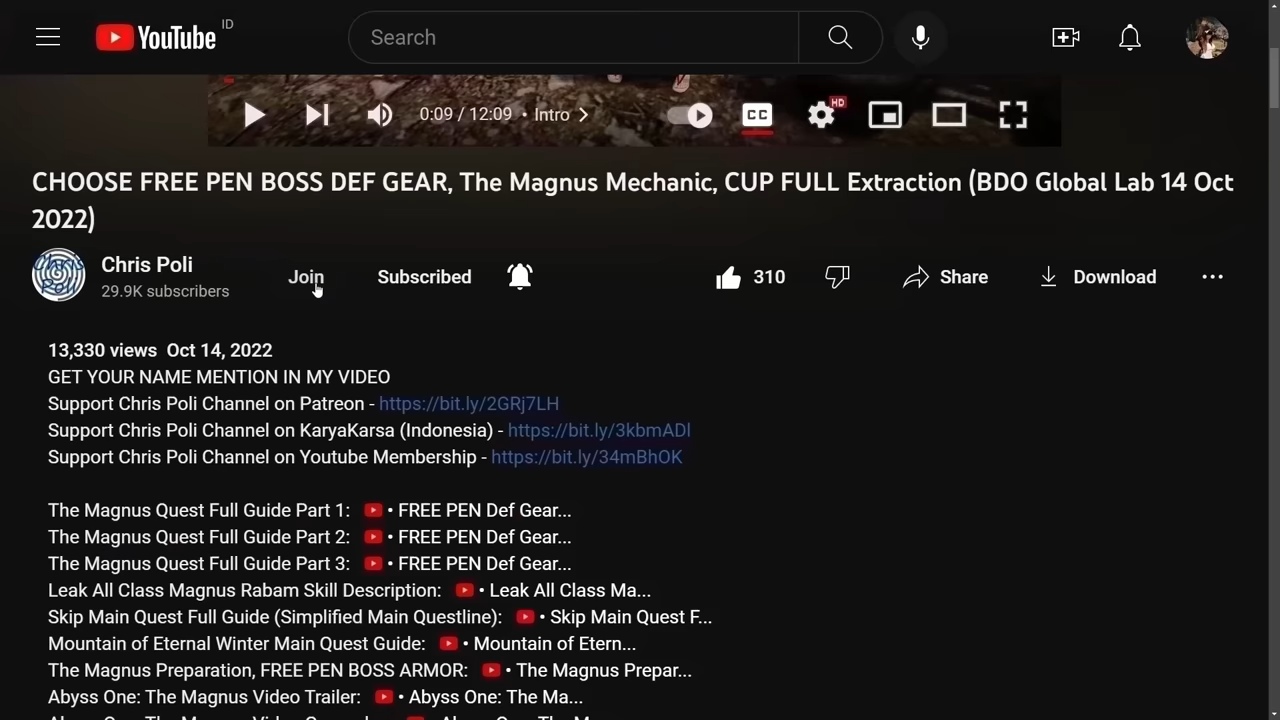 YouTube ID
Search
0:09 / 12:09 • Intro
CC
HD
CHOOSE FREE PEN BOSS DEF GEAR, The Magnus Mechanic, CUP FULL Extraction (BDO Global Lab 14 Oct
2022)
Chris Poli
Chris Poli
29.9K subscribers
Join
Subscribed
310
Share
Download
13,330 views Oct 14, 2022
GET YOUR NAME MENTION IN MY VIDEO
Support Chris Poli Channel on Patreon - https://bit.ly/2GRj7LH
Support Chris Poli Channel on KaryaKarsa (Indonesia) - https://bit.ly/3kbmADl
Support Chris Poli Channel on Youtube Membership - https://bit.ly/34mBhOK
The Magnus Quest Full Guide Part 1: • FREE PEN Def Gear...
The Magnus Quest Full Guide Part 2: • FREE PEN Def Gear...
The Magnus Quest Full Guide Part 3: • FREE PEN Def Gear...
Leak All Class Magnus Rabam Skill Description: • Leak All Class Ma...
Skip Main Quest Full Guide (Simplified Main Questline): • Skip Main Quest F...
Mountain of Eternal Winter Main Quest Guide: • Mountain of Etern...
The Magnus Preparation, FREE PEN BOSS ARMOR: • The Magnus Prepar...
Abyss One: The Magnus Video Trailer: • Abyss One: The Ma...